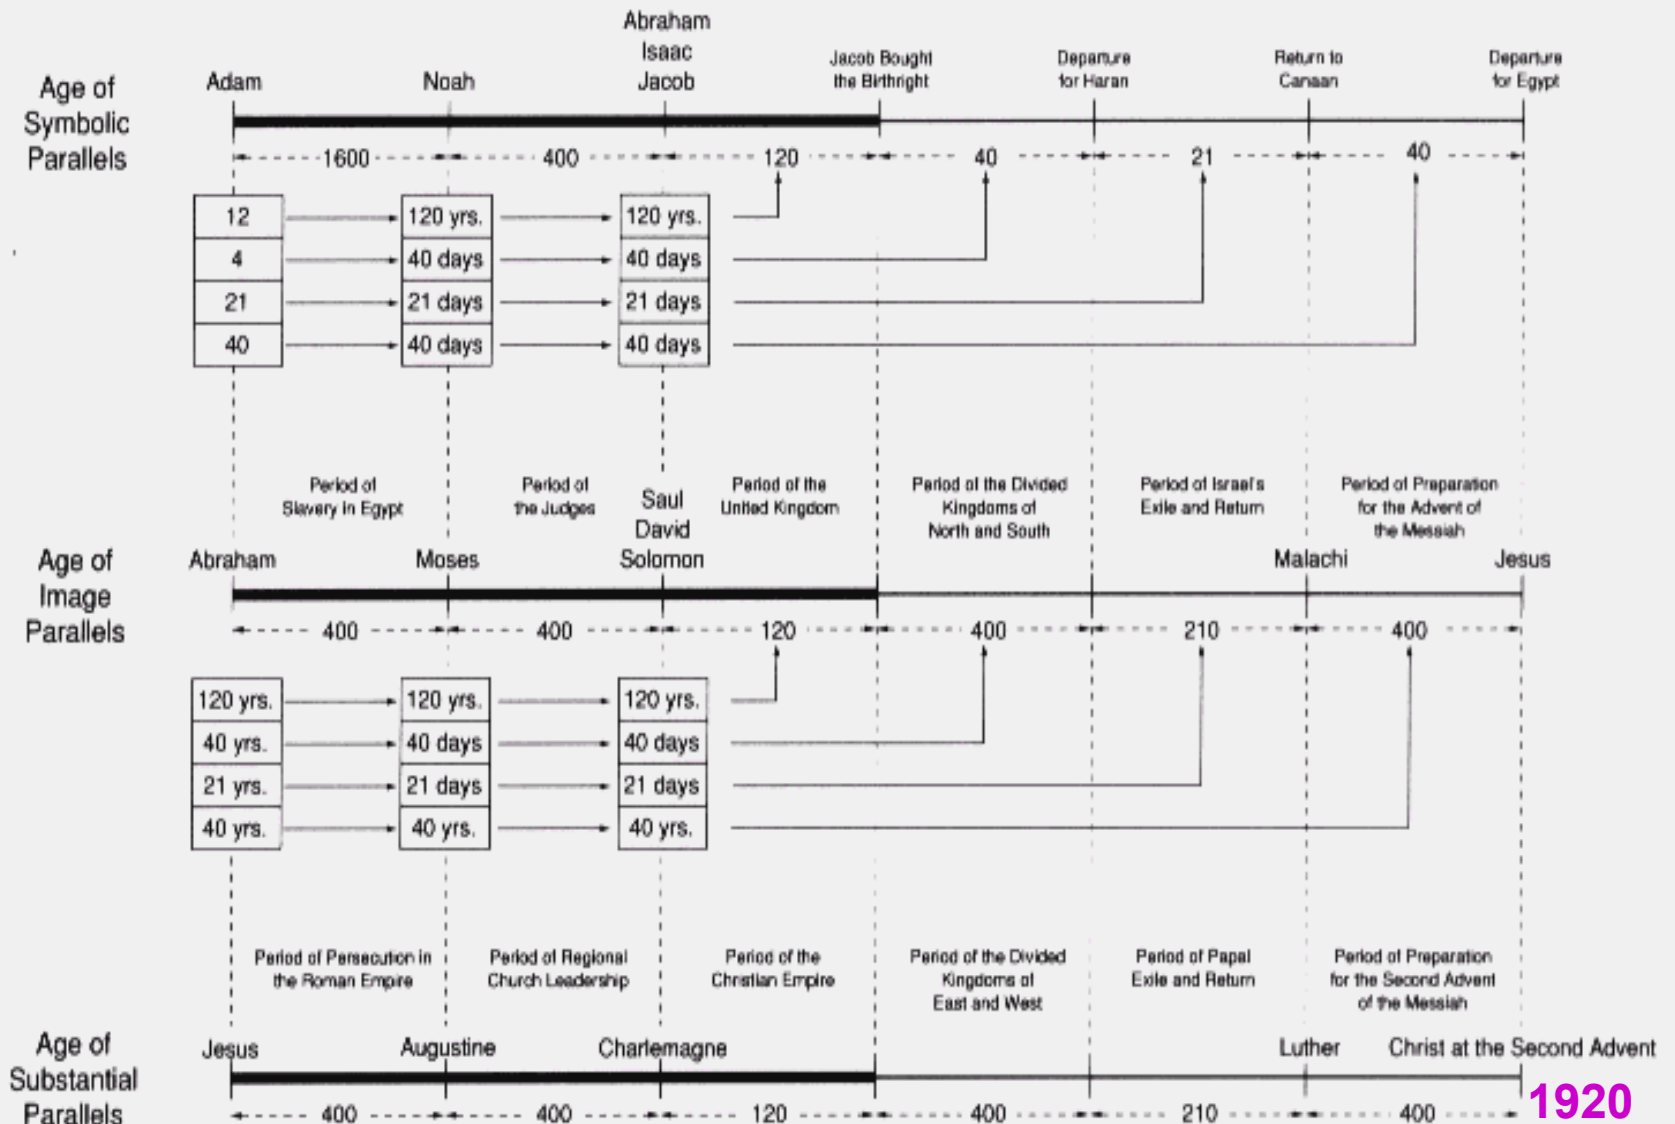 Abraham
Isaac
Jacob
Adam
Noah
Jacob Bought
the Birthright
Departure
for Haran
Return to
Canaan
Departure
for Egypt
Age of
Symbolic
Parallels
1600
400
120
40
21
40
12
120 yrs.
120 yrs.
4
40 days
40 days
21
21 days
21 days
40
40 days
40 days
Period of
Slavery in Egypt
Period of
the Judges
Saul
David
Solomon
Period of the
United Kingdom
Period of the Divided
Kingdoms of
North and South
Period of Israel's
Exile and Return
Period of Preparation
for the Advent of
the Messiah
Age of
Image
Parallels
Abraham
Moses
Malachi
Jesus
400
400
120
400
210
400
120 yrs.
120 yrs.
120 yrs.
40 yrs.
40 days
40 days
21 yrs.
21 days
21 days
40 yrs.
40 yrs.
40 yrs.
Period of Persecution in
the Roman Empire
Period of Regional
Church Leadership
Period of the
Christian Empire
Period of the Divided
Kingdoms of
East and West
Period of Papal
Exile and Return
Period of Preparation
for the Second Advent
of the Messiah
Age of
Substantial
Parallels
Jesus
Augustine
Charlemagne
Luther
Christ at the Second Advent
400
400
120
400
210
400
1920